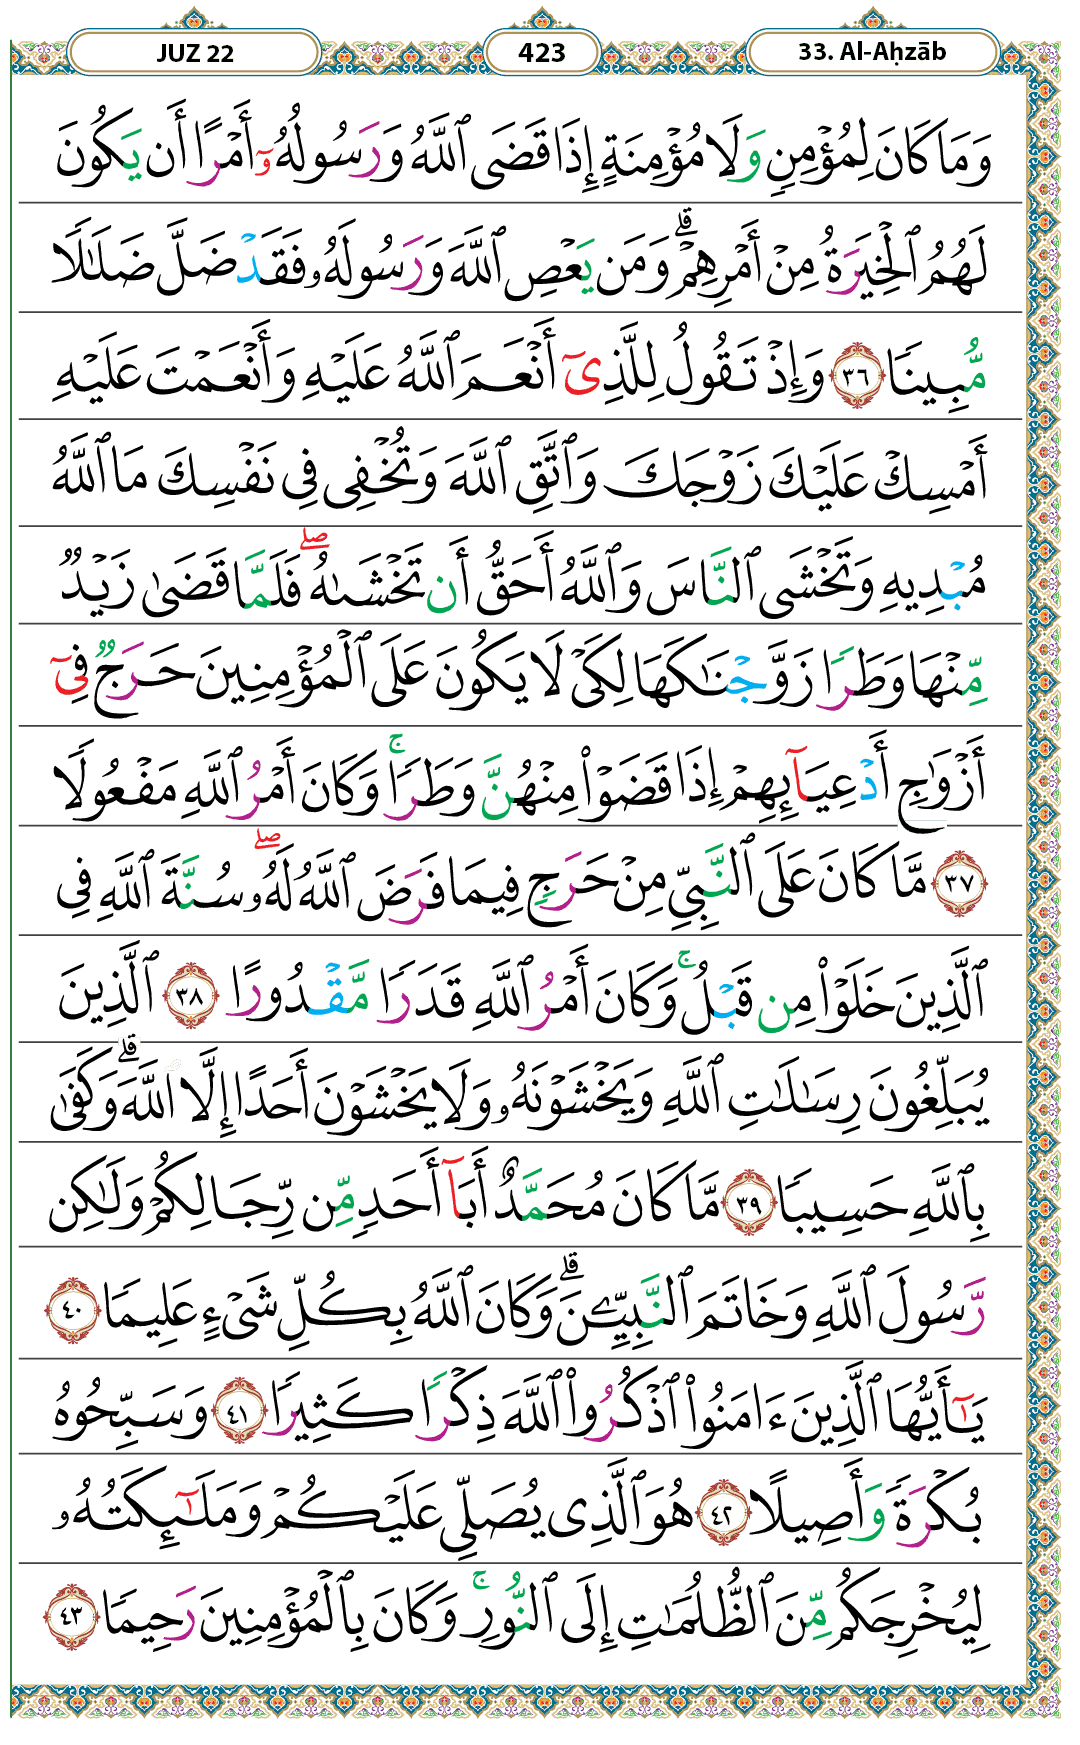 JUZ 22
423
33. Al-Aḥzāb
وَمَا كَانَ لِمُؤْمِنٍ وَلَا مُؤْمِنَةٍ إِذَا قَضَى ٱللَّهُ وَرَسُولُهُۥٓ أَمْرًا أَن يَكُونَ
لَهُمُ ٱلْخِيَرَةُ مِنْ أَمْرِهِمْ ۗ وَمَن يَعْصِ ٱللَّهَ وَرَسُولَهُۥ فَقَدْ ضَلَّ ضَلَٰلًا
مُّبِينًا ٣٦ وَإِذْ تَقُولُ لِلَّذِىٓ أَنْعَمَ ٱللَّهُ عَلَيْهِ وَأَنْعَمْتَ عَلَيْهِ
أَمْسِكْ عَلَيْكَ زَوْجَكَ وَٱتَّقِ ٱللَّهَ وَتُخْفِى فِى نَفْسِكَ مَا ٱللَّهُ
مُبْدِيهِ وَتَخْشَى ٱلنَّاسَ وَٱللَّهُ أَحَقُّ أَن تَخْشَىٰهُ ۖ فَلَمَّا قَضَىٰ زَيْدٌ
مِّنْهَا وَطَرًا زَوَّجْنَٰكَهَا لِكَىْ لَا يَكُونَ عَلَى ٱلْمُؤْمِنِينَ حَرَجٌ فِىٓ
أَزْوَٰجِ أَدْعِيَآئِهِمْ إِذَا قَضَوْا۟ مِنْهُنَّ وَطَرًا ۚ وَكَانَ أَمْرُ ٱللَّهِ مَفْعُولًا
٣٧ مَّا كَانَ عَلَى ٱلنَّبِىِّ مِنْ حَرَجٍ فِيمَا فَرَضَ ٱللَّهُ لَهُۥ ۖ سُنَّةَ ٱللَّهِ فِى
ٱلَّذِينَ خَلَوْا۟ مِن قَبْلُ ۚ وَكَانَ أَمْرُ ٱللَّهِ قَدَرًا مَّقْدُورًا ٣٨ ٱلَّذِينَ
يُبَلِّغُونَ رِسَٰلَٰتِ ٱللَّهِ وَيَخْشَوْنَهُۥ وَلَا يَخْشَوْنَ أَحَدًا إِلَّا ٱللَّهَ ۗ وَكَفَىٰ
بِٱللَّهِ حَسِيبًا ٣٩ مَّا كَانَ مُحَمَّدٌ أَبَآ أَحَدٍ مِّن رِّجَالِكُمْ وَلَٰكِن
رَّسُولَ ٱللَّهِ وَخَاتَمَ ٱلنَّبِيِّۦنَ ۗ وَكَانَ ٱللَّهُ بِكُلِّ شَىْءٍ عَلِيمًا ٤٠
يَٰٓأَيُّهَا ٱلَّذِينَ ءَامَنُوا۟ ٱذْكُرُوا۟ ٱللَّهَ ذِكْرًا كَثِيرًا ٤١ وَسَبِّحُوهُ
بُكْرَةً وَأَصِيلًا ٤٢ هُوَ ٱلَّذِى يُصَلِّى عَلَيْكُمْ وَمَلَٰٓئِكَتُهُۥ
لِيُخْرِجَكُم مِّنَ ٱلظُّلُمَٰتِ إِلَى ٱلنُّورِ ۚ وَكَانَ بِٱلْمُؤْمِنِينَ رَحِيمًا ٤٣